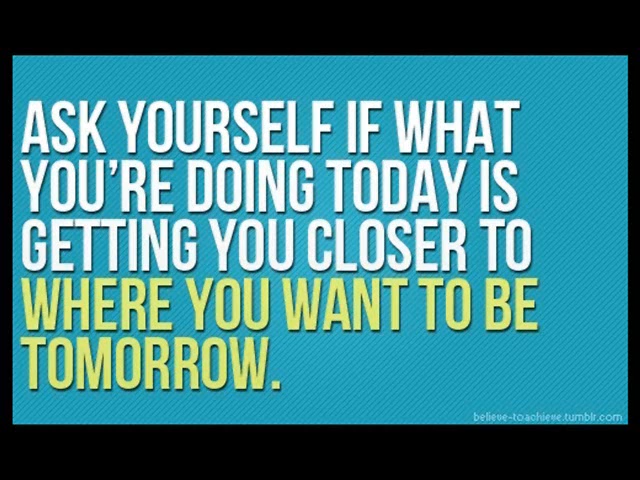 ASK YOURSELF IF WHAT
YOU'RE DOING TODAY IS
GETTING YOU CLOSER TO
WHERE YOU WANT TO BE
TOMORROW.
believe-toachieve.tumblr.com